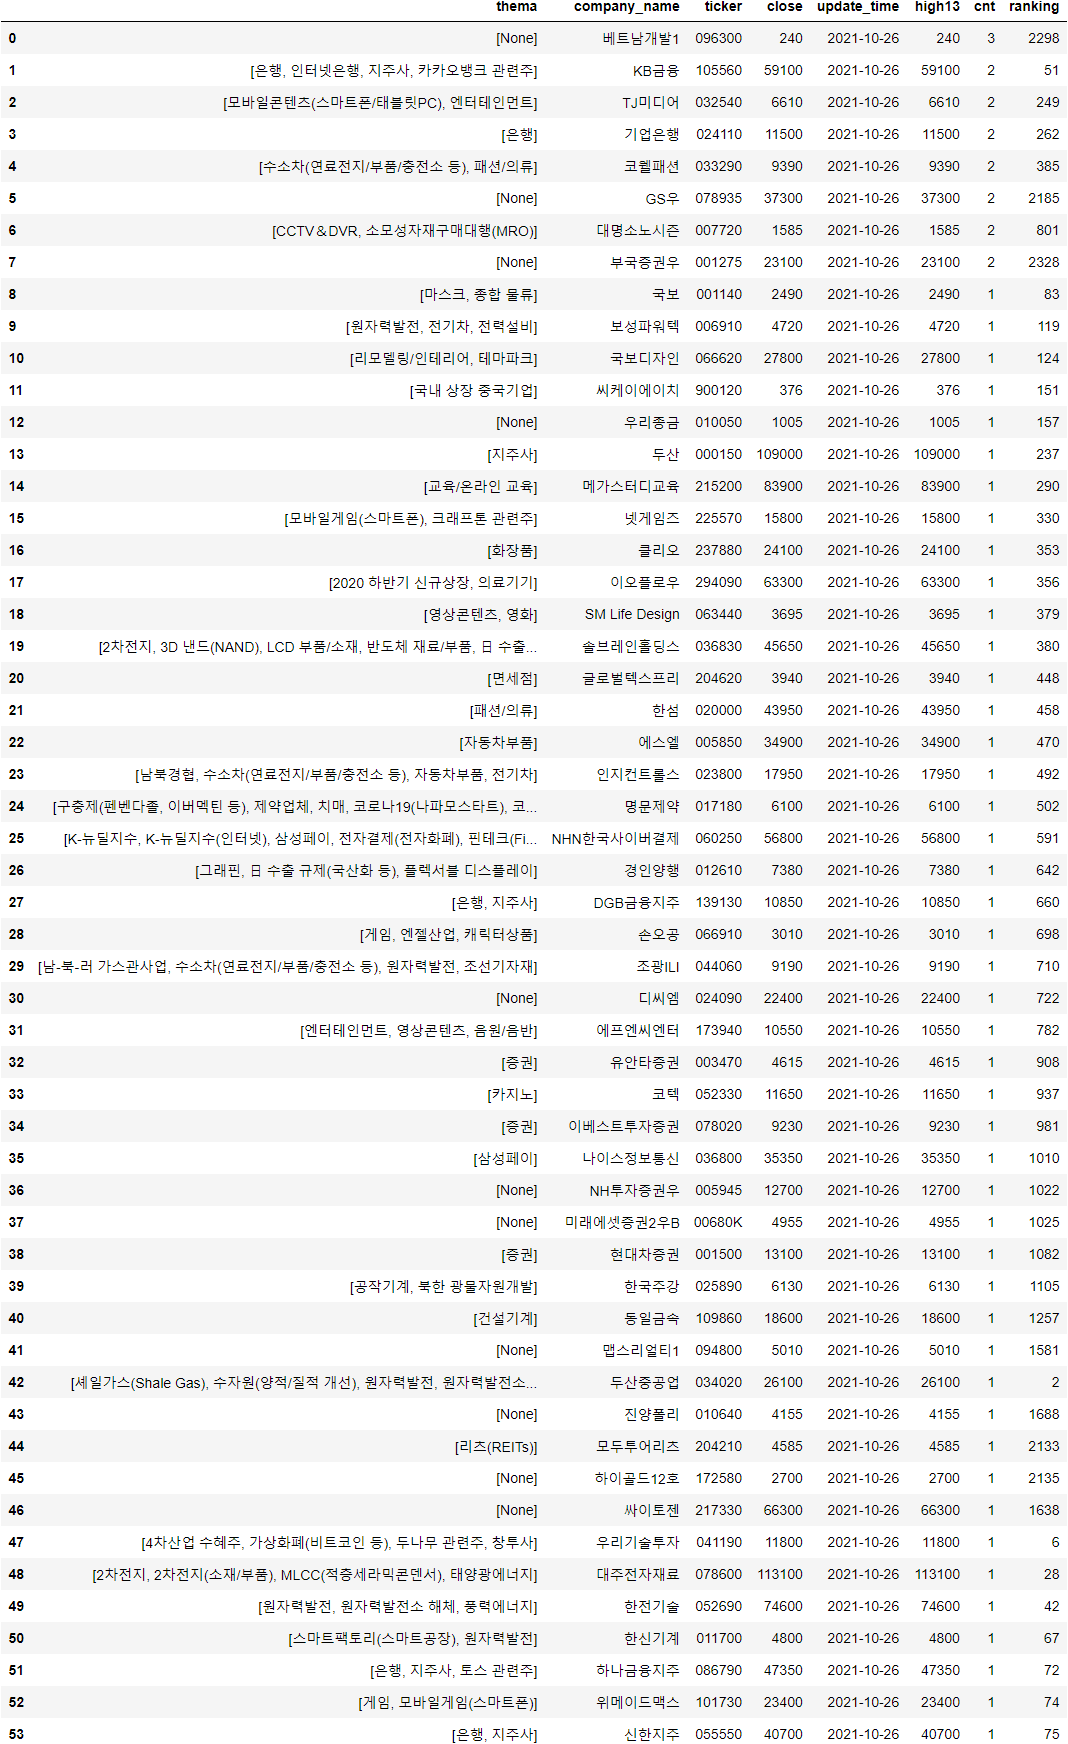 thema company_name ticker close update_time high13 cnt ranking
0 [None] 베트남개발1 096300 240 2021-10-26 240 3 2298
1 [은행, 인터넷은행, 지주사, 카카오뱅크 관련주] KB금융 105560 59100 2021-10-26 59100 2 51
2 [모바일콘텐츠(스마트폰/태블릿PC), 엔터테인먼트] TJ미디어 032540 6610 2021-10-26 6610 2 249
3 [은행] 기업은행 024110 11500 2021-10-26 11500 2 262
4 [수소차(연료전지/부품/충전소 등), 패션/의류] 코웰패션 033290 9390 2021-10-26 9390 2 385
5 [None] GS우 078935 37300 2021-10-26 37300 2 2185
6 [CCTV＆DVR, 소모성자재구매대행(MRO)] 대명소노시즌 007720 1585 2021-10-26 1585 2 801
7 [None] 부국증권우 001275 23100 2021-10-26 23100 2 2328
8 [마스크, 종합 물류] 국보 001140 2490 2021-10-26 2490 1 83
9 [원자력발전, 전기차, 전력설비] 보성파워텍 006910 4720 2021-10-26 4720 1 119
10 [리모델링/인테리어, 테마파크] 국보디자인 066620 27800 2021-10-26 27800 1 124
11 [국내 상장 중국기업] 씨케이에이치 900120 376 2021-10-26 376 1 151
12 [None] 우리종금 010050 1005 2021-10-26 1005 1 157
13 [지주사] 두산 000150 109000 2021-10-26 109000 1 237
14 [교육/온라인 교육] 메가스터디교육 215200 83900 2021-10-26 83900 1 290
15 [모바일게임(스마트폰), 크래프톤 관련주] 넷게임즈 225570 15800 2021-10-26 15800 1 330
16 [화장품] 클리오 237880 24100 2021-10-26 24100 1 353
17 [2020 하반기 신규상장, 의료기기] 이오플로우 294090 63300 2021-10-26 63300 1 356
18 [영상콘텐츠, 영화] SM Life Design 063440 3695 2021-10-26 3695 1 379
19 [2차전지, 3D 낸드(NAND), LCD 부품/소재, 반도체 재료/부품, 日 수출... 솔브레인홀딩스 036830 45650 2021-10-26 45650 1 380
20 [면세점] 글로벌텍스프리 204620 3940 2021-10-26 3940 1 448
21 [패션/의류] 한섬 020000 43950 2021-10-26 43950 1 458
22 [자동차부품] 에스엘 005850 34900 2021-10-26 34900 1 470
23 [남북경협, 수소차(연료전지/부품/충전소 등), 자동차부품, 전기차] 인지컨트롤스 023800 17950 2021-10-26 17950 1 492
24 [구충제(펜벤다졸, 이버멕틴 등), 제약업체, 치매, 코로나19(나파모스타트), 코... 명문제약 017180 6100 2021-10-26 6100 1 502
25 [K-뉴딜지수, K-뉴딜지수(인터넷), 삼성페이, 전자결제(전자화폐), 핀테크(Fi... NHN한국사이버결제 060250 56800 2021-10-26 56800 1 591
26 [그래핀, 日 수출 규제(국산화 등), 플렉서블 디스플레이] 경인양행 012610 7380 2021-10-26 7380 1 642
27 [은행, 지주사] DGB금융지주 139130 10850 2021-10-26 10850 1 660
28 [게임, 엔젤산업, 캐릭터상품] 손오공 066910 3010 2021-10-26 3010 1 698
29 [남-북-러 가스관사업, 수소차(연료전지/부품/충전소 등), 원자력발전, 조선기자재] 조광ILI 044060 9190 2021-10-26 9190 1 710
30 [None] 디씨엠 024090 22400 2021-10-26 22400 1 722
31 [엔터테인먼트, 영상콘텐츠, 음원/음반] 에프엔씨엔터 173940 10550 2021-10-26 10550 1 782
32 [증권] 유안타증권 003470 4615 2021-10-26 4615 1 908
33 [카지노] 코텍 052330 11650 2021-10-26 11650 1 937
34 [증권] 이베스트투자증권 078020 9230 2021-10-26 9230 1 981
35 [삼성페이] 나이스정보통신 036800 35350 2021-10-26 35350 1 1010
36 [None] NH투자증권우 005945 12700 2021-10-26 12700 1 1022
37 [None] 미래에셋증권2우B 00680K 4955 2021-10-26 4955 1 1025
38 [증권] 현대차증권 001500 13100 2021-10-26 13100 1 1082
39 [공작기계, 북한 광물자원개발] 한국주강 025890 6130 2021-10-26 6130 1 1105
40 [건설기계] 동일금속 109860 18600 2021-10-26 18600 1 1257
41 [None] 맵스리얼티1 094800 5010 2021-10-26 5010 1 1581
42 [셰일가스(Shale Gas), 수자원(양적/질적 개선), 원자력발전, 원자력발전소... 두산중공업 034020 26100 2021-10-26 26100 1 2
43 [None] 진양폴리 010640 4155 2021-10-26 4155 1 1688
44 [리츠(REITs)] 모두투어리츠 204210 4585 2021-10-26 4585 1 2133
45 [None] 하이골드12호 172580 2700 2021-10-26 2700 1 2135
46 [None] 싸이토젠 217330 66300 2021-10-26 66300 1 1638
47 [4차산업 수혜주, 가상화폐(비트코인 등), 두나무 관련주, 창투사] 우리기술투자 041190 11800 2021-10-26 11800 1 6
48 [2차전지, 2차전지(소재/부품), MLCC(적층세라믹콘덴서), 태양광에너지] 대주전자재료 078600 113100 2021-10-26 113100 1 28
49 [원자력발전, 원자력발전소 해체, 풍력에너지] 한전기술 052690 74600 2021-10-26 74600 1 42
50 [스마트팩토리(스마트공장), 원자력발전] 한신기계 011700 4800 2021-10-26 4800 1 67
51 [은행, 지주사, 토스 관련주] 하나금융지주 086790 47350 2021-10-26 47350 1 72
52 [게임, 모바일게임(스마트폰)] 위메이드맥스 101730 23400 2021-10-26 23400 1 74
53 [은행, 지주사] 신한지주 055550 40700 2021-10-26 40700 1 75